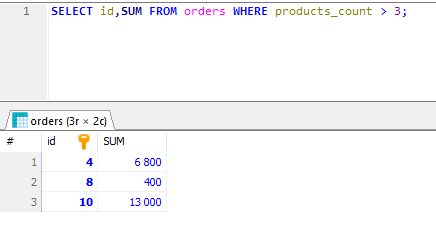 1 SELECT id,SUM FROM orders WHERE products_count > 3;
orders (3r × 2c)
# id SUM
1 4 6 800
2 8 400
3 10 13 000